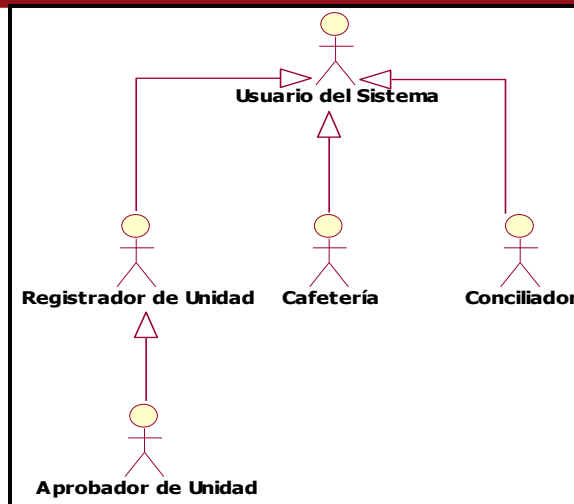 Usuario del Sistema
Registrador de Unidad
Cafetería
Conciliador
Aprobador de Unidad